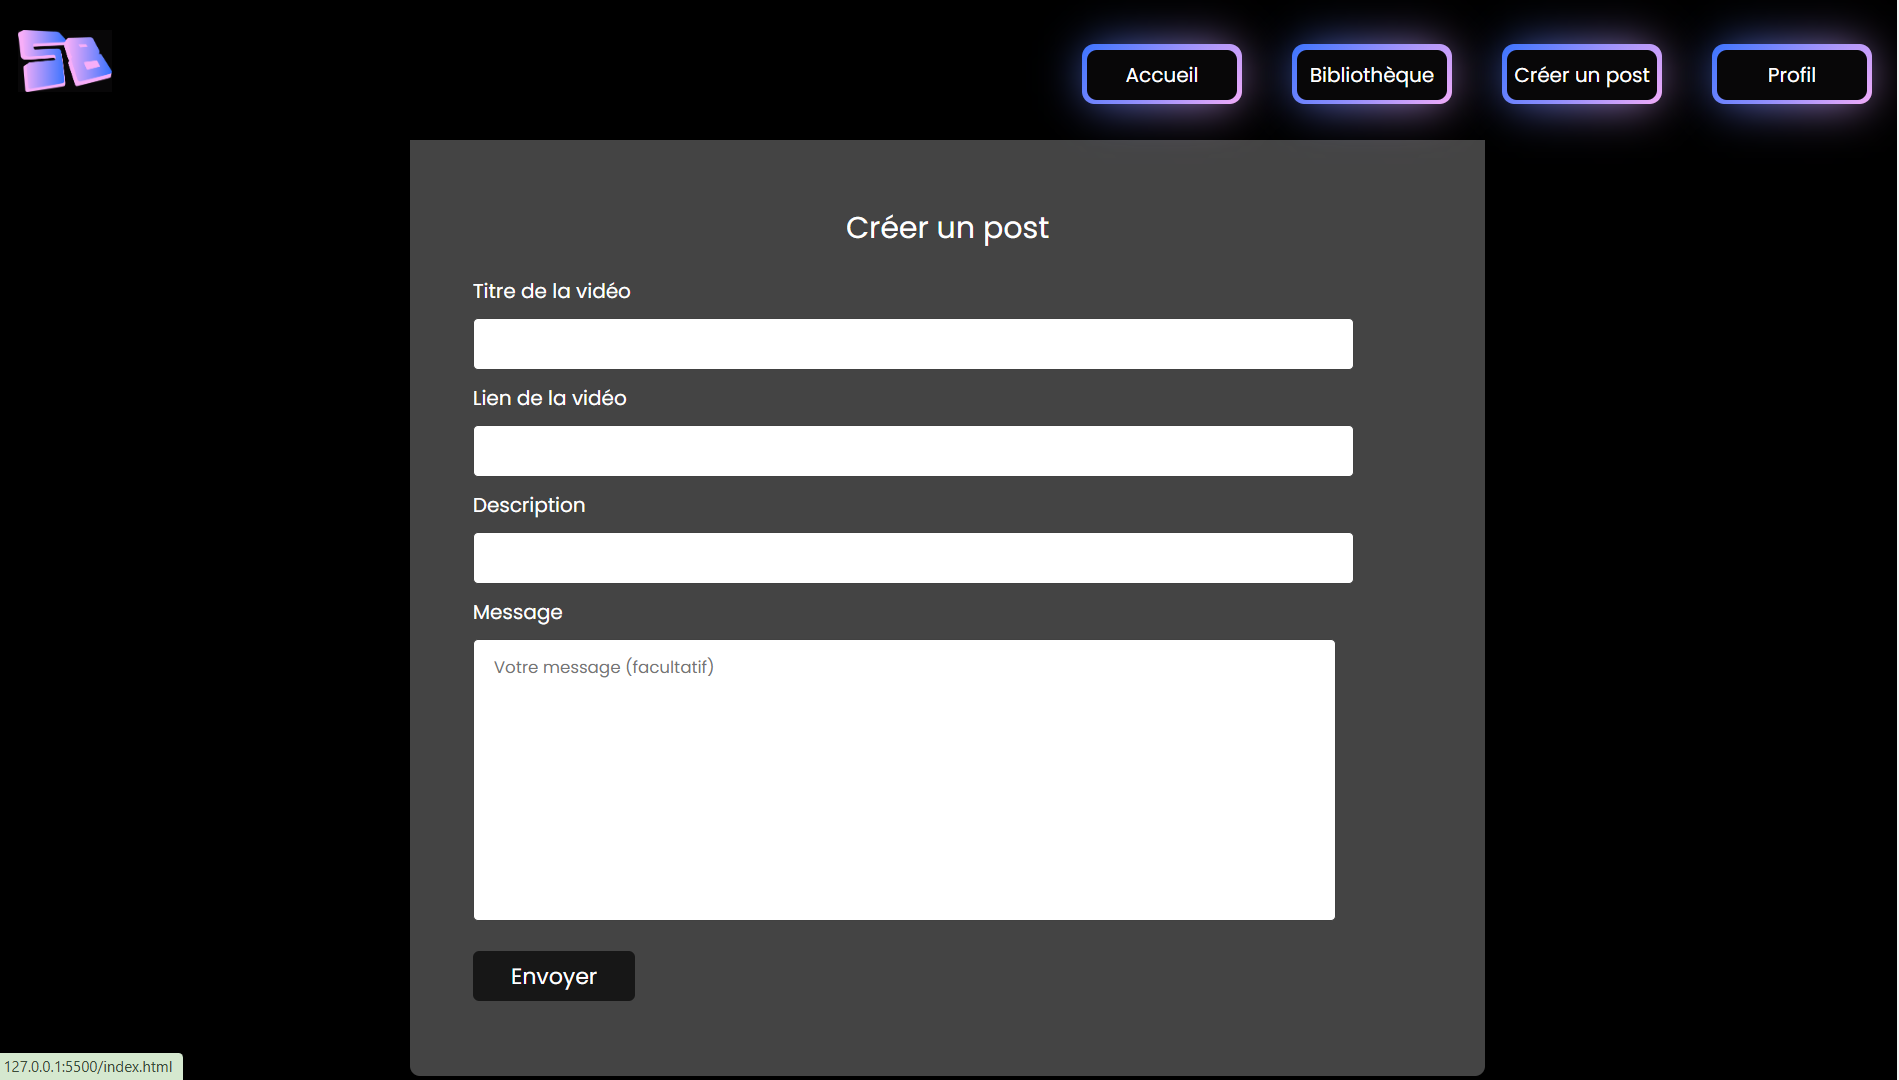 SB
Accueil
Bibliothèque
Créer un post
Profil
Créer un post
Titre de la vidéo
Lien de la vidéo
Description
Message
Votre message (facultatif)
Envoyer
127.0.0.1:5500/index.html